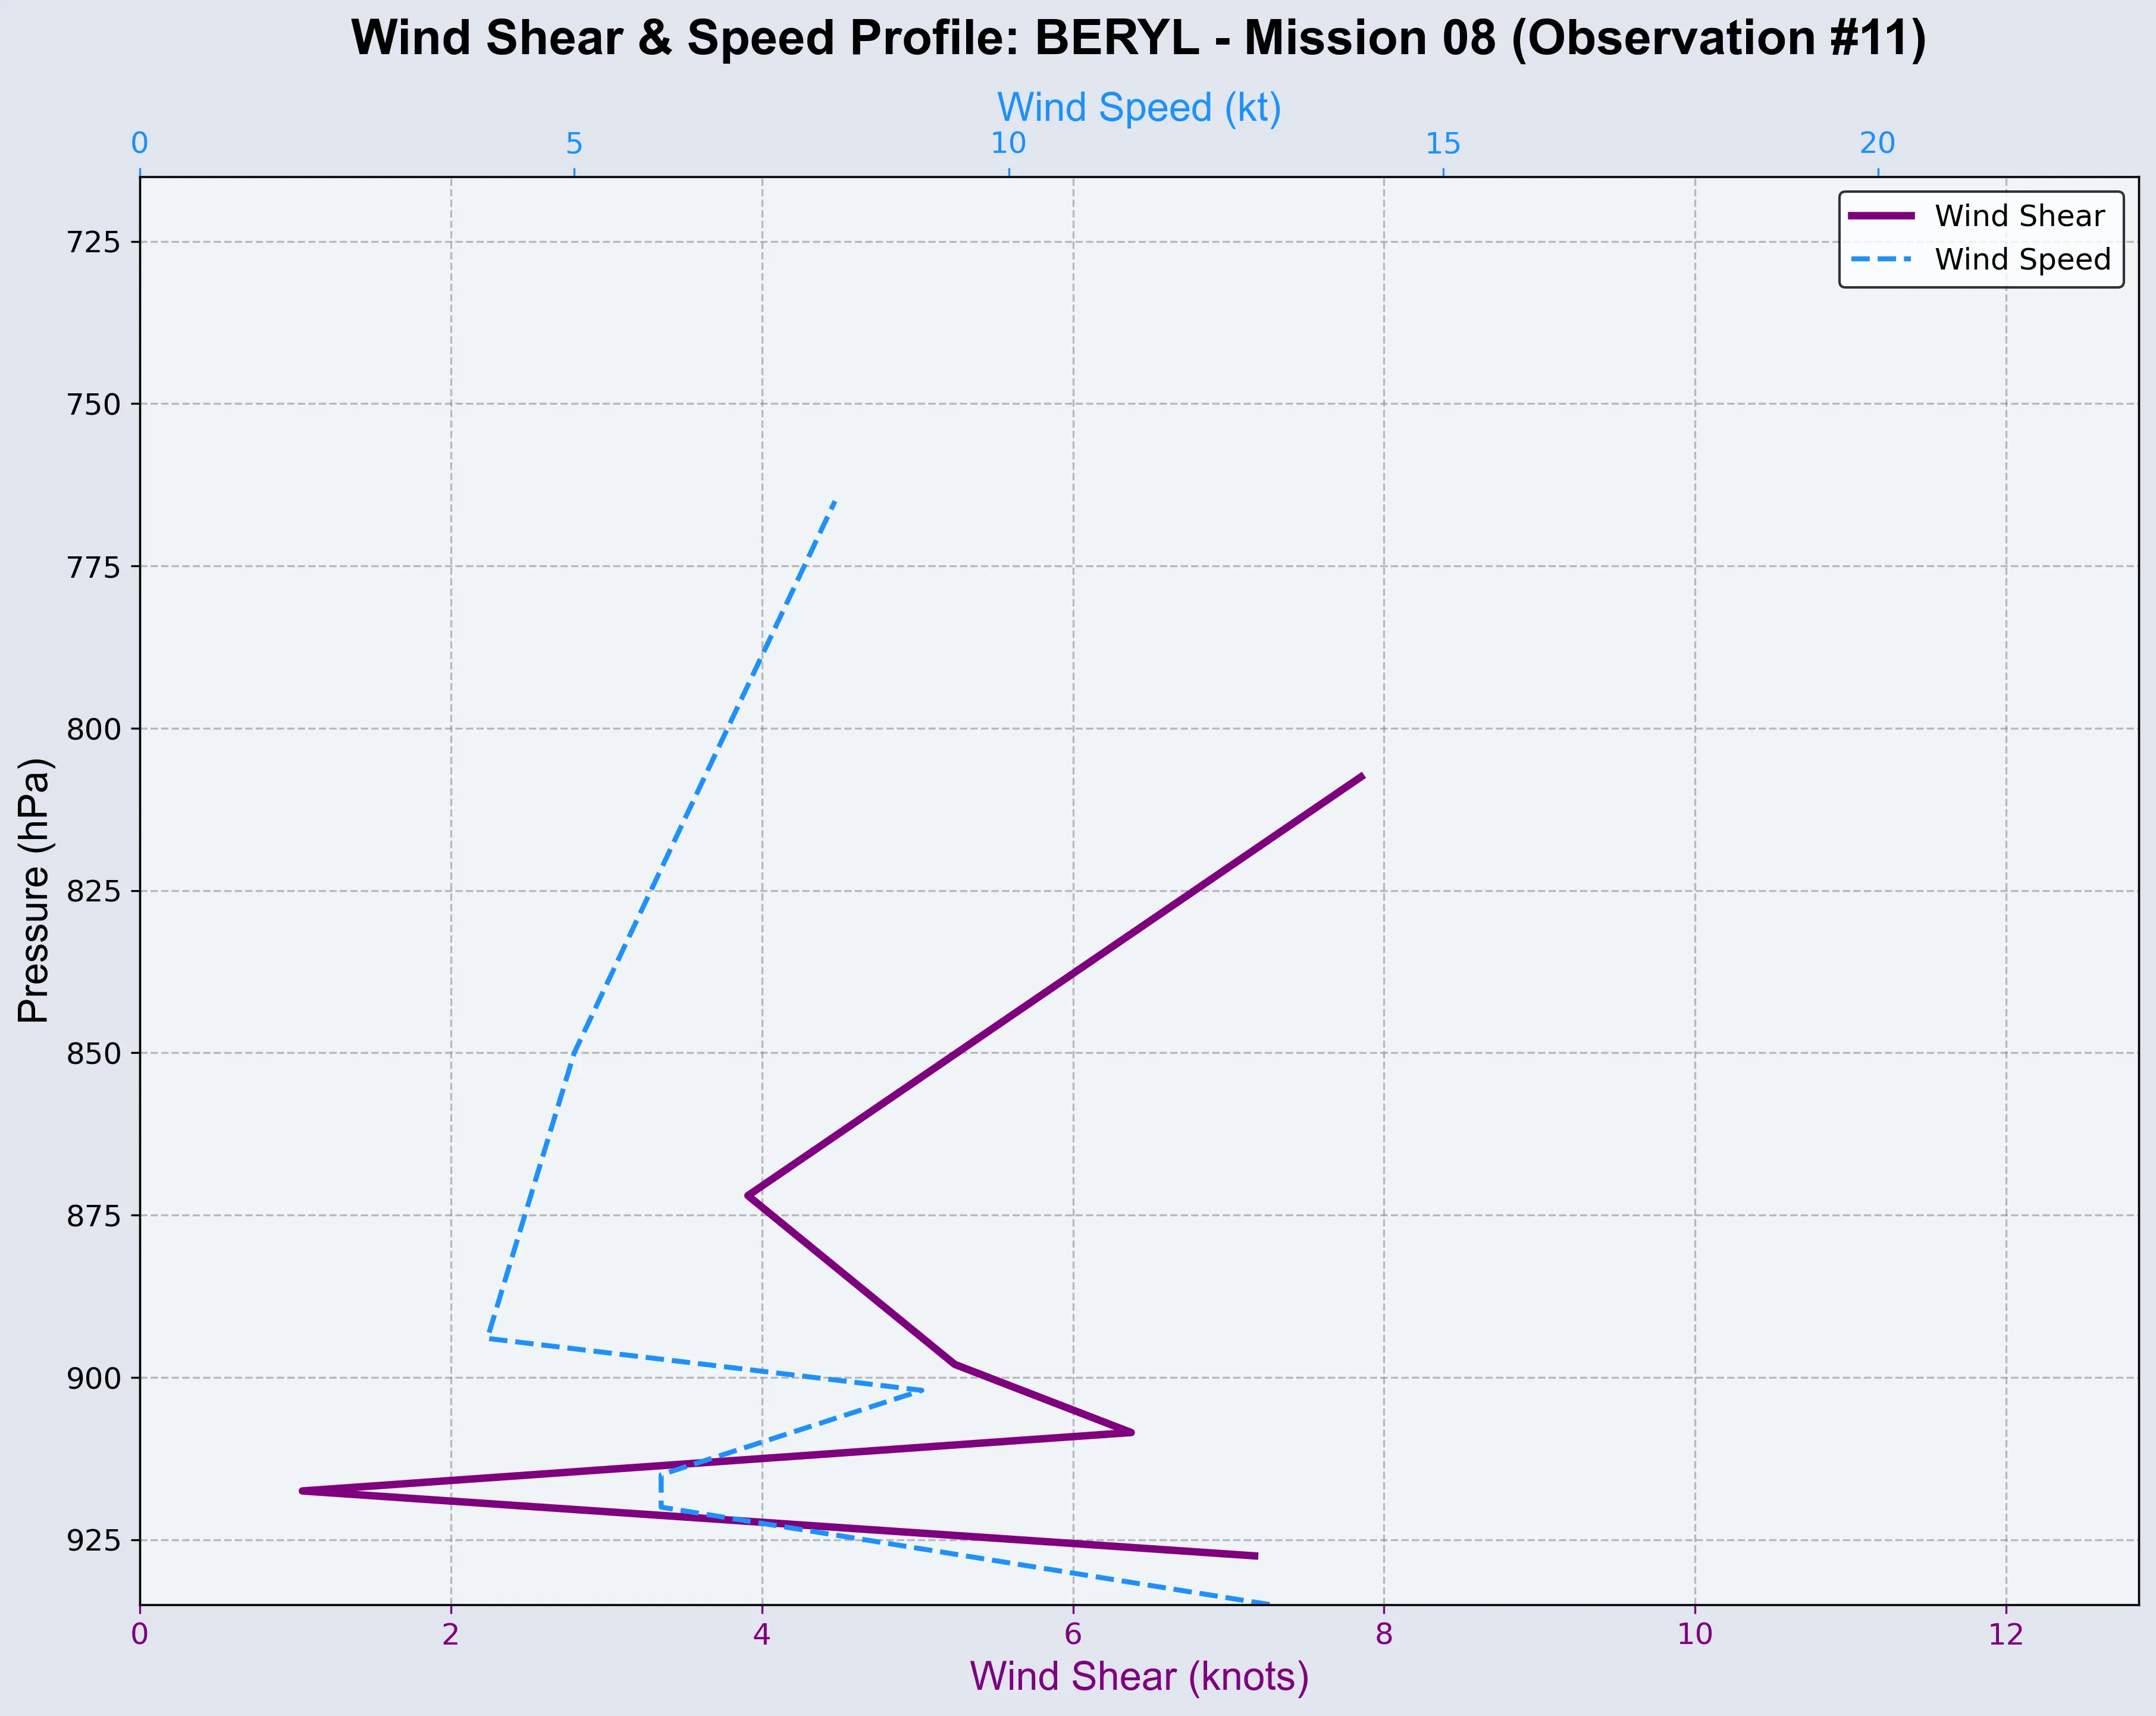 Wind Shear & Speed Profile: BERYL - Mission 08 (Observation #11)
Wind Speed (kt)
0 5 10 15 20
Wind Shear
Wind Speed
725
750
775
800
825
850
875
900
925
Pressure (hPa)
0 2 4 6 8 10 12
Wind Shear (knots)